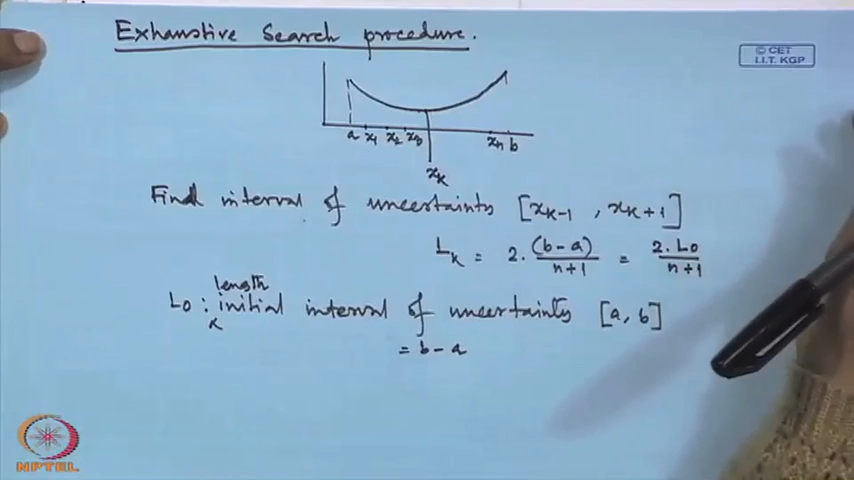 Exhaustive Search procedure.
© CET
I.I.T. KGP
a x1 x2 x3 xn b
xK
Final interval of uncertainty [xK-1, xK+1]
LK = 2. (b-a)/n+1 = 2.L0/n+1
length
L0 : initial interval of uncertainty [a, b]
= b-a
NPTEL